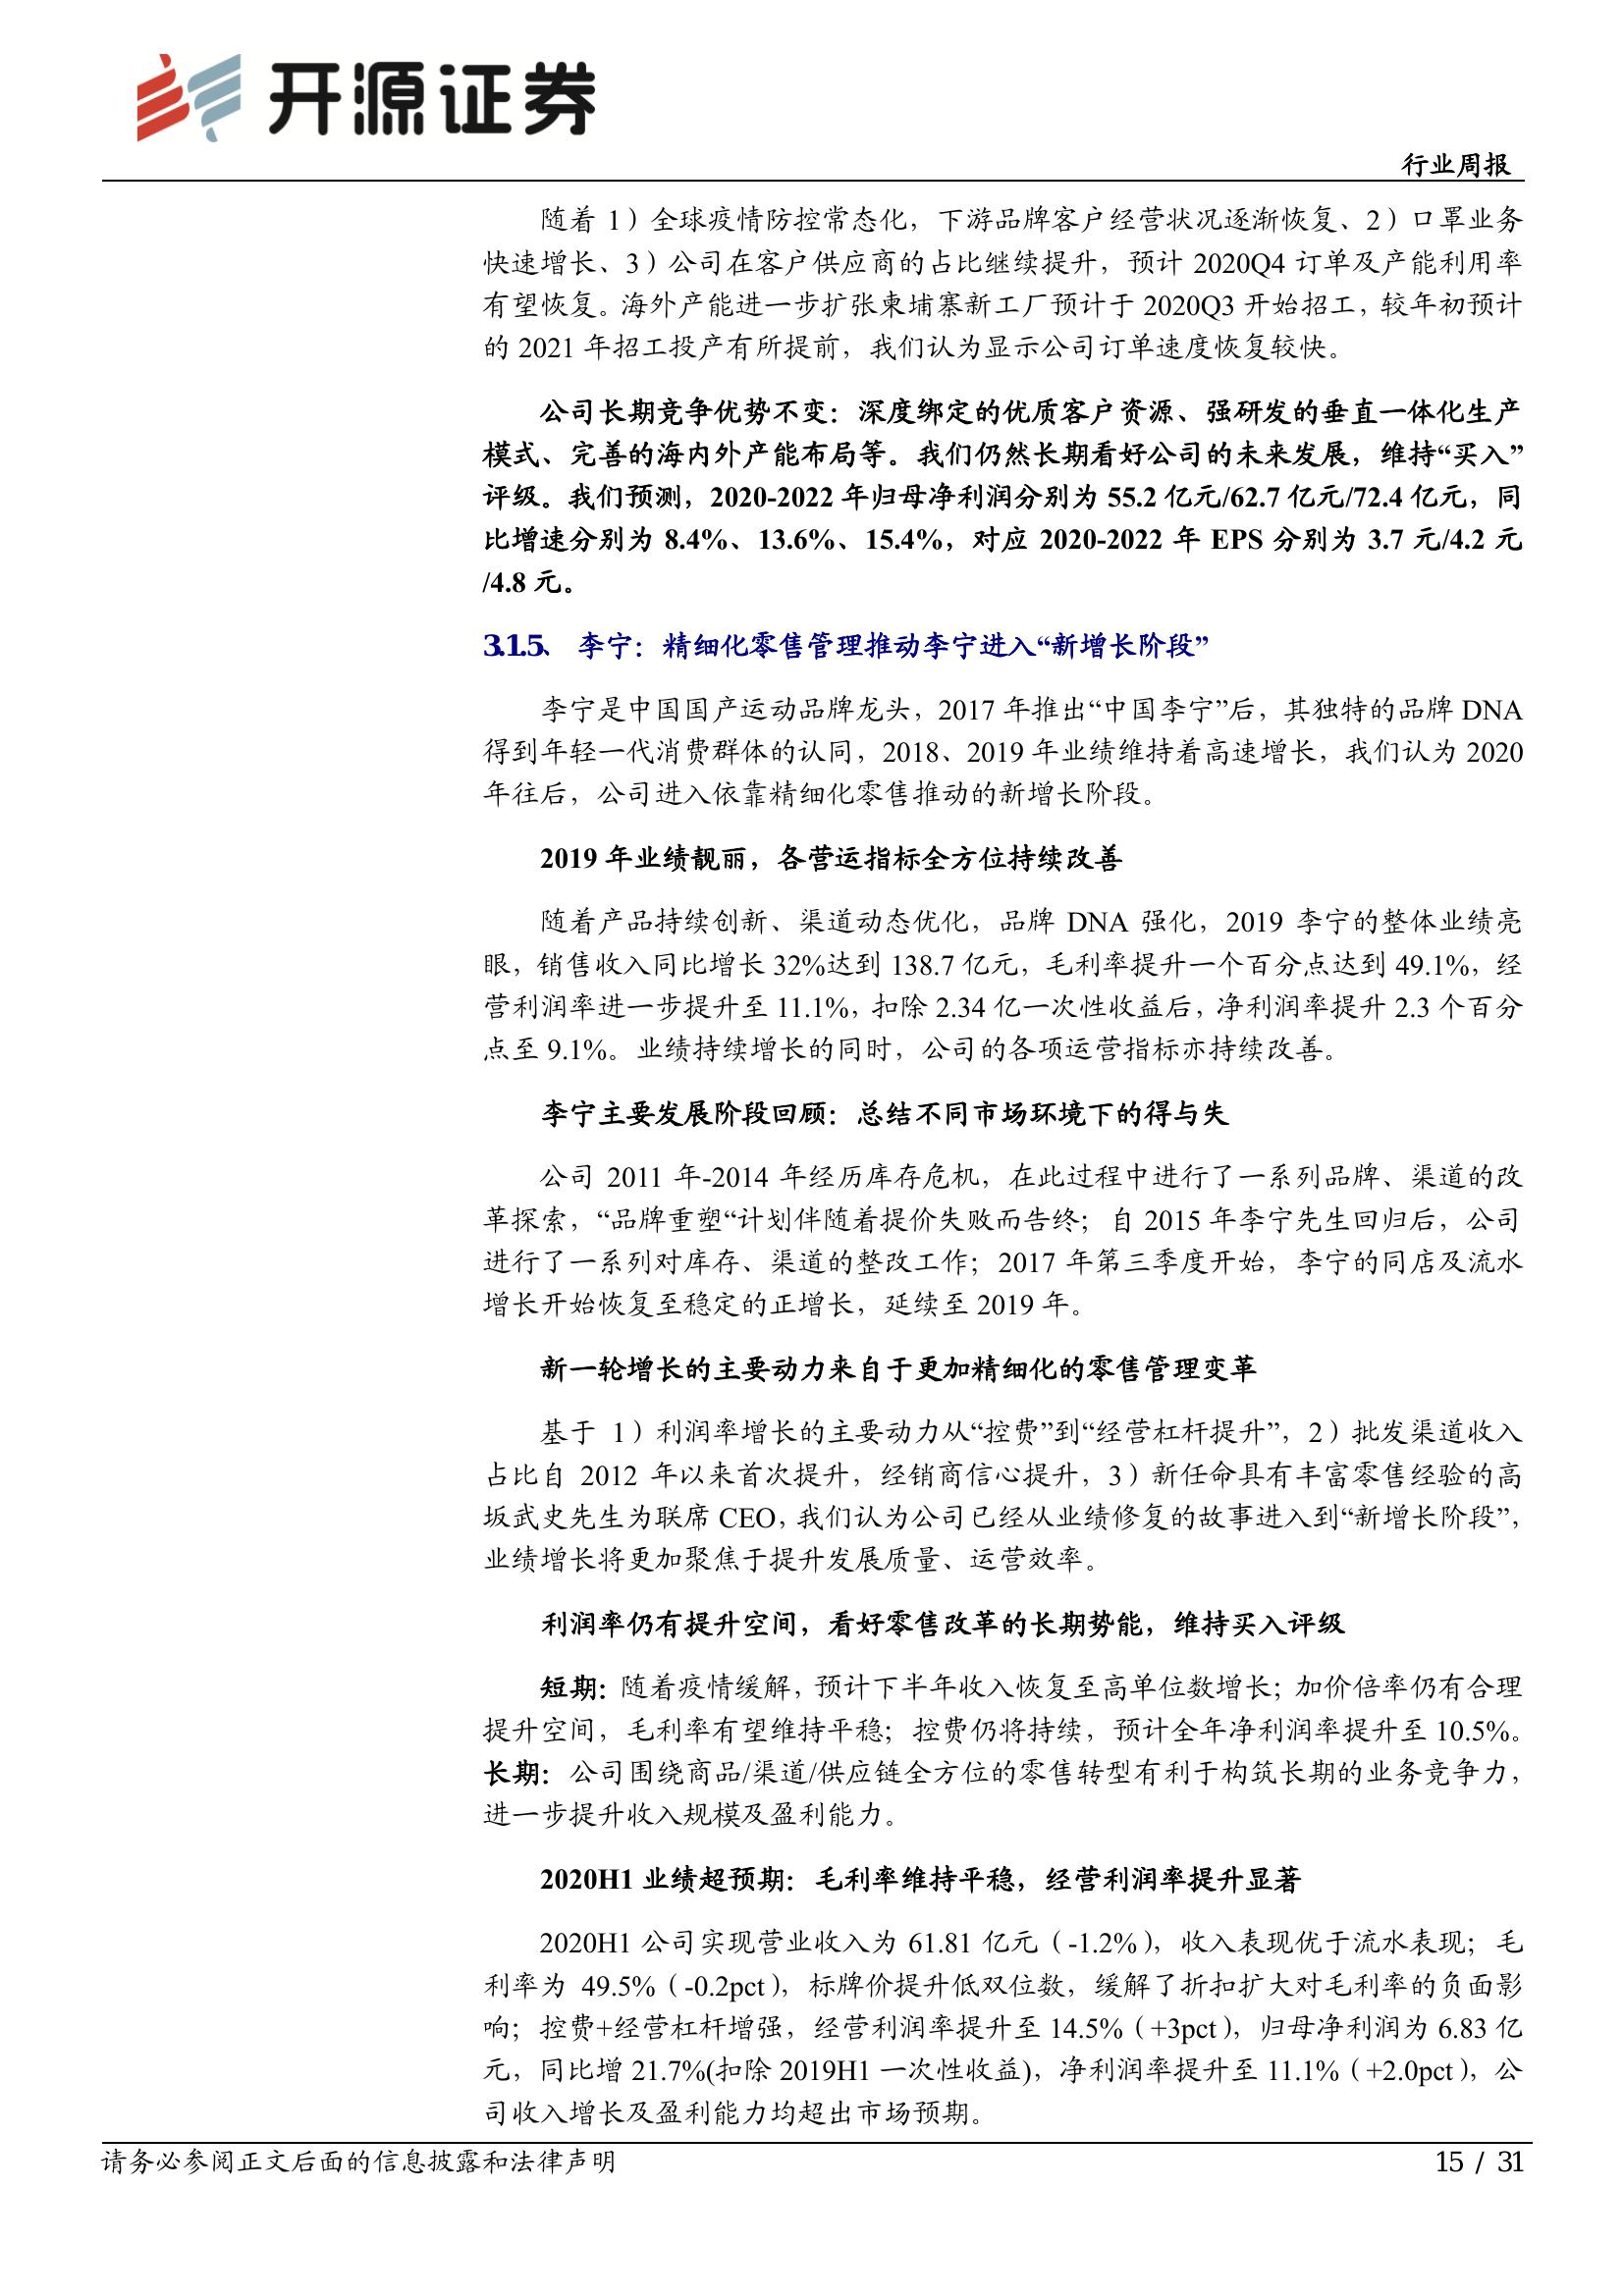 开源证券
行业周报
随着 1）全球疫情防控常态化，下游品牌客户经营状况逐渐恢复、2）口罩业务
快速增长、3）公司在客户供应商的占比继续提升，预计 2020Q4 订单及产能利用率
有望恢复。海外产能进一步扩张柬埔寨新工厂预计于 2020Q3 开始招工，较年初预计
的 2021 年招工投产有所提前，我们认为显示公司订单速度恢复较快。
公司长期竞争优势不变：深度绑定的优质客户资源、强研发的垂直一体化生产
模式、完善的海内外产能布局等。我们仍然长期看好公司的未来发展，维持“买入”
评级。我们预测，2020-2022 年归母净利润分别为 55.2 亿元/62.7 亿元/72.4 亿元，同
比增速分别为 8.4%、13.6%、15.4%，对应 2020-2022 年 EPS 分别为 3.7 元/4.2 元
/4.8 元。
3.1.5、 李宁：精细化零售管理推动李宁进入“新增长阶段”
李宁是中国国产运动品牌龙头，2017 年推出“中国李宁”后，其独特的品牌 DNA
得到年轻一代消费群体的认同，2018、2019 年业绩维持着高速增长，我们认为 2020
年往后，公司进入依靠精细化零售推动的新增长阶段。
2019 年业绩靓丽，各营运指标全方位持续改善
随着产品持续创新、渠道动态优化，品牌 DNA 强化，2019 李宁的整体业绩亮
眼，销售收入同比增长 32%达到 138.7 亿元，毛利率提升一个百分点达到 49.1%，经
营利润率进一步提升至 11.1%，扣除 2.34 亿一次性收益后，净利润率提升 2.3 个百分
点至 9.1%。业绩持续增长的同时，公司的各项运营指标亦持续改善。
李宁主要发展阶段回顾：总结不同市场环境下的得与失
公司 2011 年-2014 年经历库存危机，在此过程中进行了一系列品牌、渠道的改
革探索，“品牌重塑“计划伴随着提价失败而告终；自 2015 年李宁先生回归后，公司
进行了一系列对库存、渠道的整改工作；2017 年第三季度开始，李宁的同店及流水
增长开始恢复至稳定的正增长，延续至 2019 年。
新一轮增长的主要动力来自于更加精细化的零售管理变革
基于 1）利润率增长的主要动力从“控费”到“经营杠杆提升”，2）批发渠道收入
占比自 2012 年以来首次提升，经销商信心提升，3）新任命具有丰富零售经验的高
坂武史先生为联席 CEO，我们认为公司已经从业绩修复的故事进入到“新增长阶段”，
业绩增长将更加聚焦于提升发展质量、运营效率。
利润率仍有提升空间，看好零售改革的长期势能，维持买入评级
短期：随着疫情缓解，预计下半年收入恢复至高单位数增长；加价倍率仍有合理
提升空间，毛利率有望维持平稳；控费仍将持续，预计全年净利润率提升至 10.5%。
长期：公司围绕商品/渠道/供应链全方位的零售转型有利于构筑长期的业务竞争力，
进一步提升收入规模及盈利能力。
2020H1 业绩超预期：毛利率维持平稳，经营利润率提升显著
2020H1 公司实现营业收入为 61.81 亿元（-1.2%），收入表现优于流水表现；毛
利率为 49.5%（-0.2pct），标牌价提升低双位数，缓解了折扣扩大对毛利率的负面影
响；控费+经营杠杆增强，经营利润率提升至 14.5%（+3pct），归母净利润为 6.83 亿
元，同比增 21.7%(扣除 2019H1 一次性收益)，净利润率提升至 11.1%（+2.0pct），公
司收入增长及盈利能力均超出市场预期。
请务必参阅正文后面的信息披露和法律声明
15 / 31